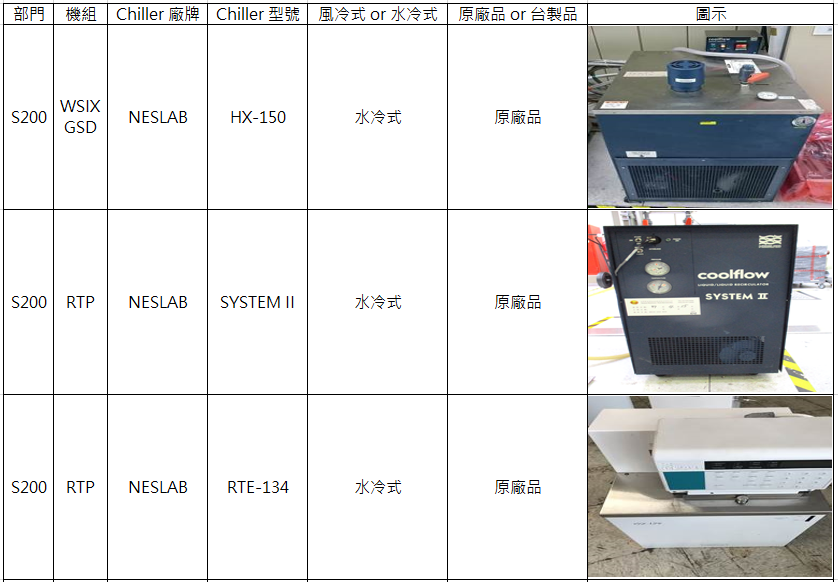 部門 機組 Chiller 廠牌 Chiller 型號 風冷式 or 水冷式 原廠品 or 台製品 圖示
S200 WSIX GSD NESLAB HX-150 水冷式 原廠品
S200 RTP NESLAB SYSTEM II 水冷式 原廠品
coolflow
LIQUID/LIQUID RECIRCULATOR
SYSTEM II
S200 RTP NESLAB RTE-134 水冷式 原廠品